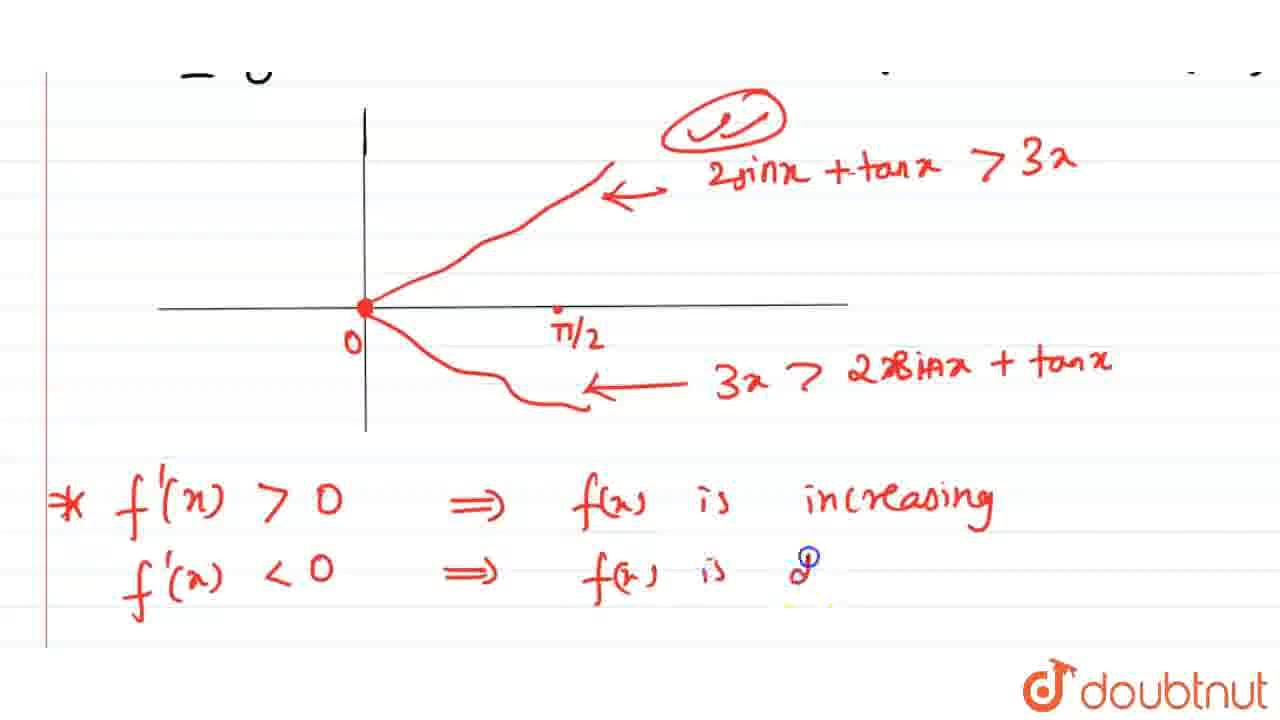 2sinx + tanx > 3x
0
π/2
3x > 2sinx + tanx
* f'(x) > 0 ⇒ f(x) is increasing
f'(x) < 0 ⇒ f(x) is d
doubtnut